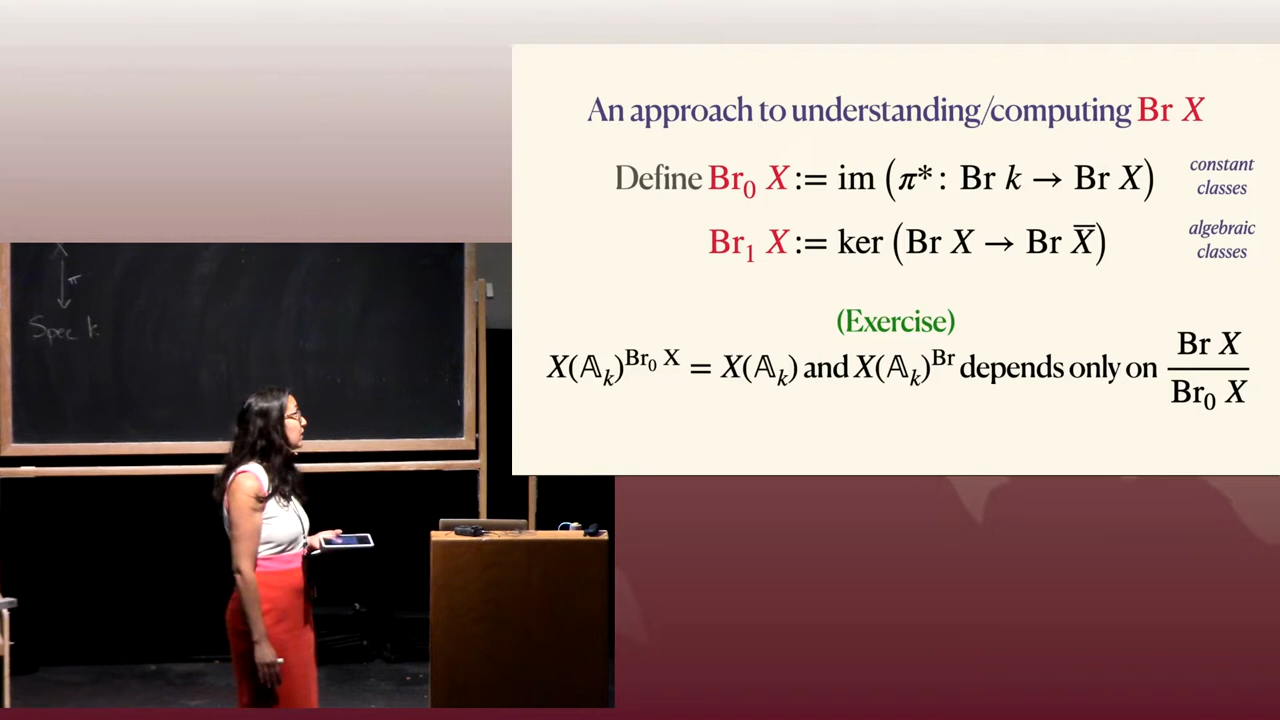 An approach to understanding/computing Br X
Define Br₀ X := im (π* : Br k → Br X) constant classes
Br₁ X := ker (Br X → Br X̅) algebraic classes
(Exercise)
X(𝔸ₖ)^{Br₀ X} = X(𝔸ₖ) and X(𝔸ₖ)^{Br} depends only on Br X / Br₀ X
X
π
Spec k